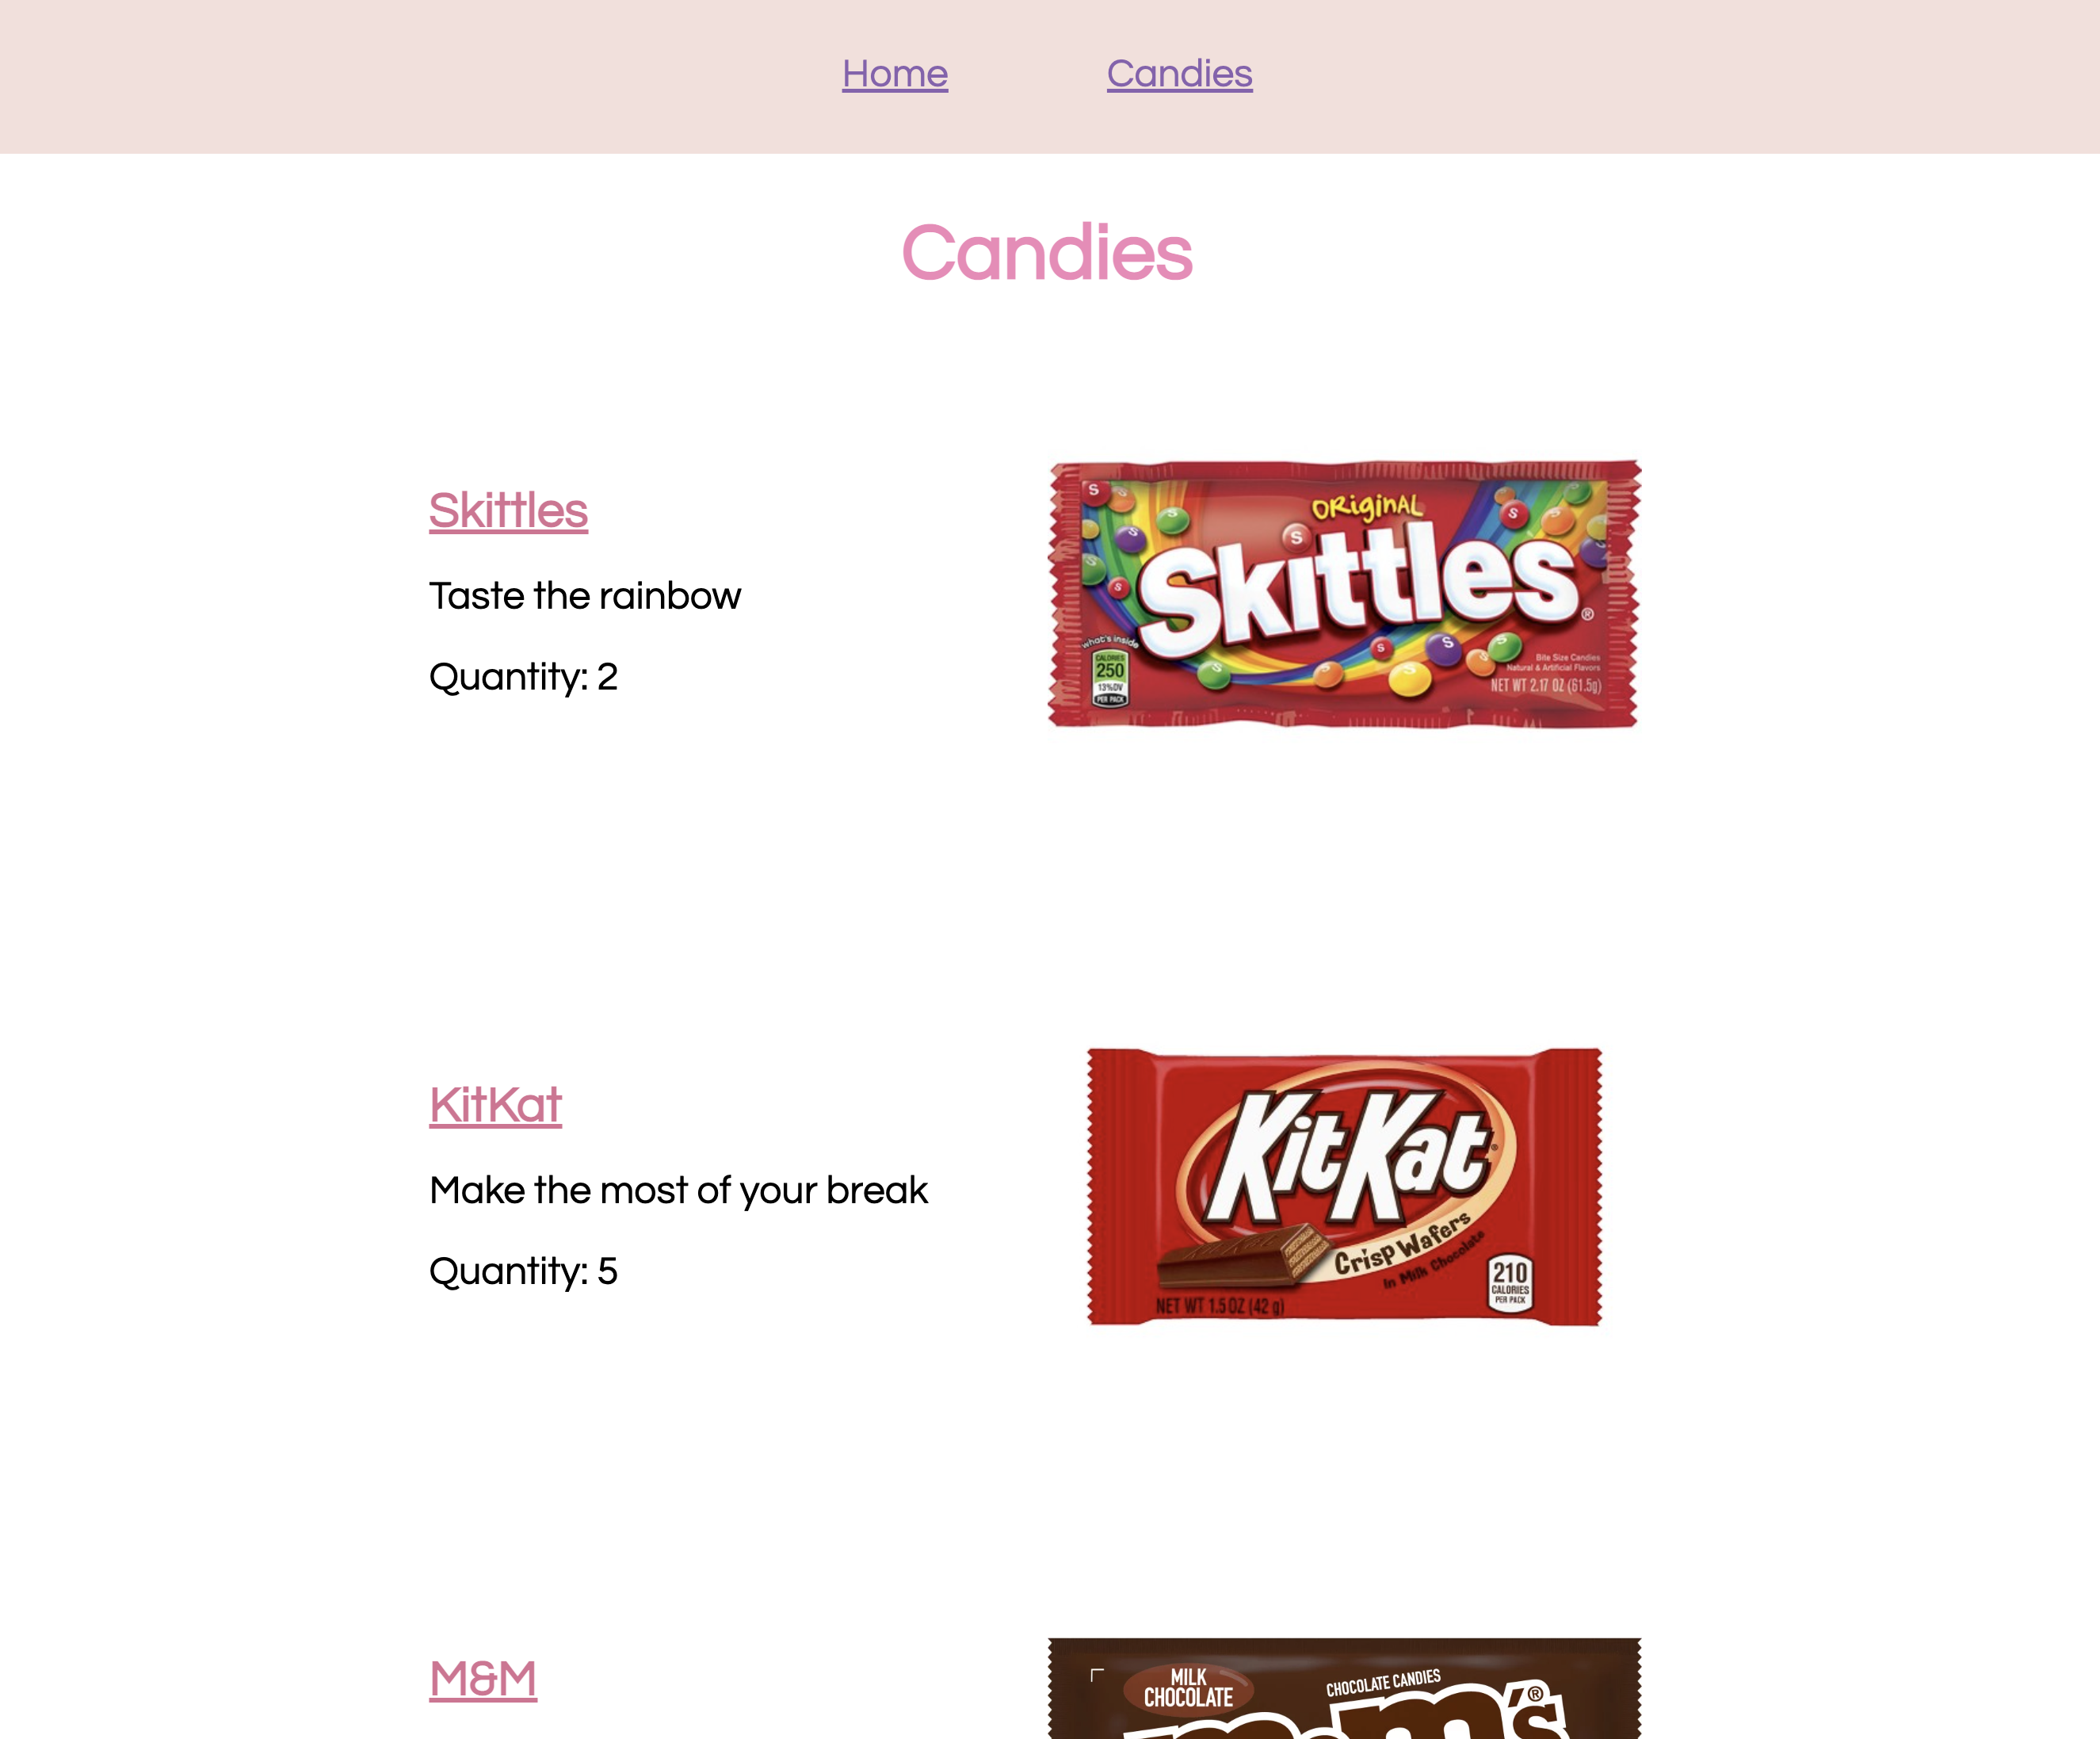 Home Candies
Candies
Skittles
Taste the rainbow
Quantity: 2
ORiginAL
Skittles®
what's inside
CALORIES
250
13%DV
PER PACK
Bite Size Candies
Natural & Artificial Flavors
NET WT 2.17 OZ (61.5g)
KitKat
Make the most of your break
Quantity: 5
KitKat®
Crisp Wafers
in Milk Chocolate
NET WT 1.5 OZ (42 g)
210
CALORIES
PER PACK
M&M
MILK
CHOCOLATE
CHOCOLATE CANDIES
m&m's®